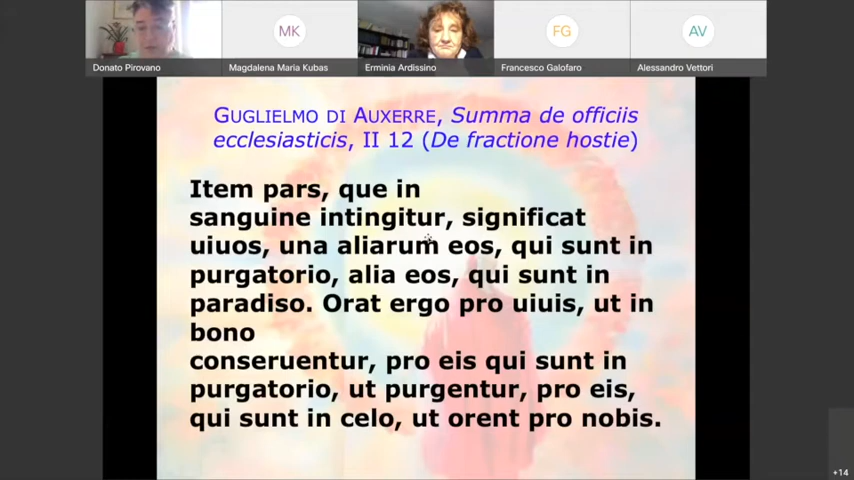 MK
FG
AV
Donato Pirovano
Magdalena Maria Kubas
Erminia Ardissino
Francesco Galofaro
Alessandro Vettori
GUGLIELMO DI AUXERRE, Summa de officiis
ecclesiasticis, II 12 (De fractione hostie)
Item pars, que in
sanguine intingitur, significat
uiuos, una aliarum eos, qui sunt in
purgatorio, alia eos, qui sunt in
paradiso. Orat ergo pro uiuis, ut in
bono
conseruentur, pro eis qui sunt in
purgatorio, ut purgentur, pro eis,
qui sunt in celo, ut orent pro nobis.
+14